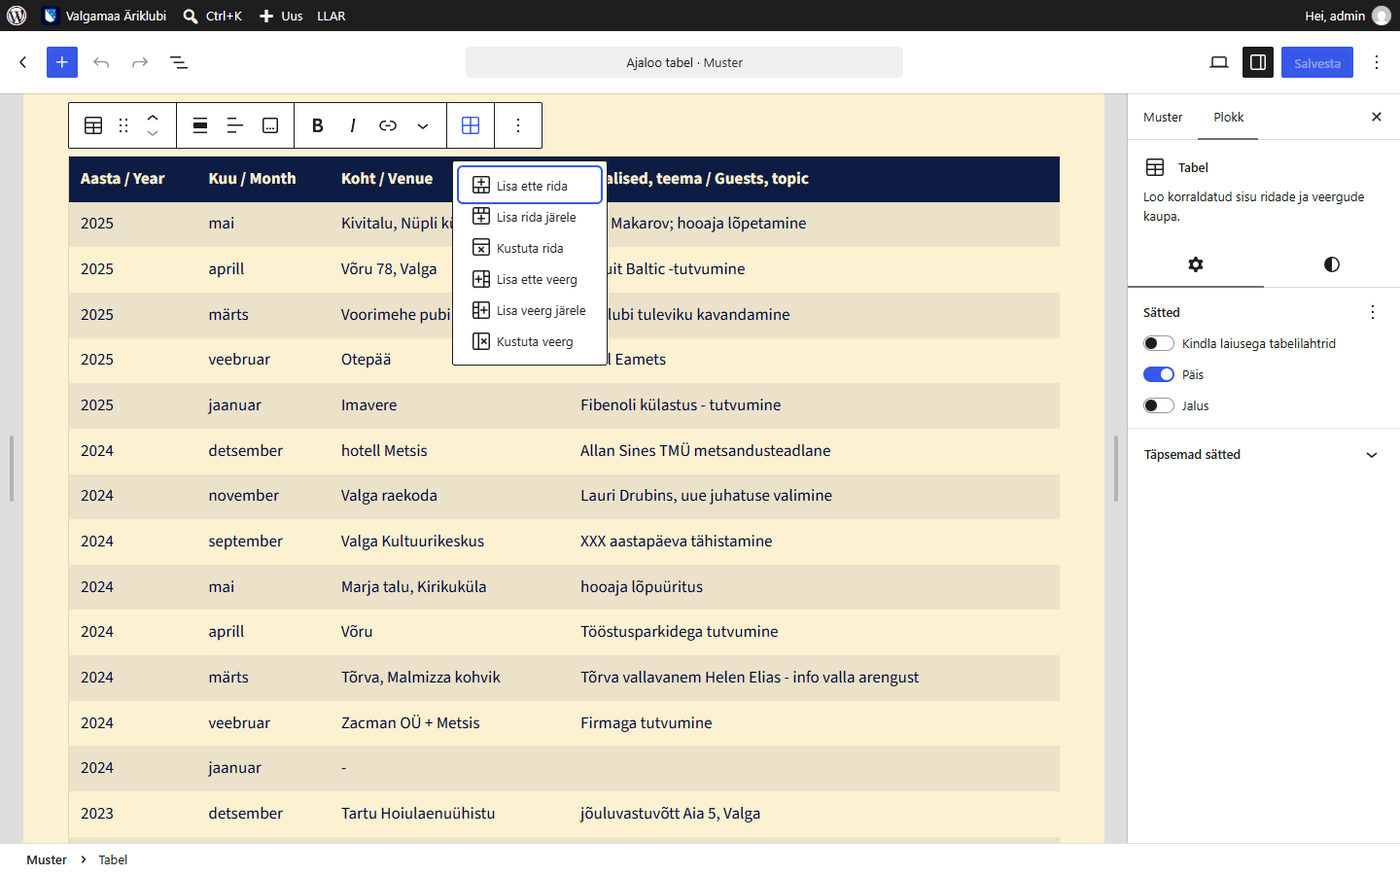 Valgamaa Äriklubi Ctrl+K Uus LLAR Hei, admin
Ajaloo tabel · Muster
Salvesta
B I
Aasta / Year Kuu / Month Koht / Venue alised, teema / Guests, topic
2025 mai Kivitalu, Nüpli Makarov; hooaja lõpetamine
2025 aprill Võru 78, Valga Baltic -tutvumine
2025 märts Voorimehe pubi tuleviku kavandamine
2025 veebruar Otepää Eamets
2025 jaanuar Imavere Fibenoli külastus - tutvumine
2024 detsember hotell Metsis Allan Sines TMÜ metsandusteadlane
2024 november Valga raekoda Lauri Drubins, uue juhatuse valimine
2024 september Valga Kultuurikeskus XXX aastapäeva tähistamine
2024 mai Marja talu, Kirikuküla hooaja lõpuüritus
2024 aprill Võru Tööstusparkidega tutvumine
2024 märts Tõrva, Malmizza kohvik Tõrva vallavanem Helen Elias - info valla arengust
2024 veebruar Zacman OÜ + Metsis Firmaga tutvumine
2024 jaanuar -
2023 detsember Tartu Hoiulaenuühistu jõuluvastuvõtt Aia 5, Valga
Lisa ette rida
Lisa rida järele
Kustuta rida
Lisa ette veerg
Lisa veerg järele
Kustuta veerg
Muster Plokk
Tabel
Loo korraldatud sisu ridade ja veergude
kaupa.
Sätted
Kindla laiusega tabelilahtrid
Päis
Jalus
Täpsemad sätted
Muster > Tabel